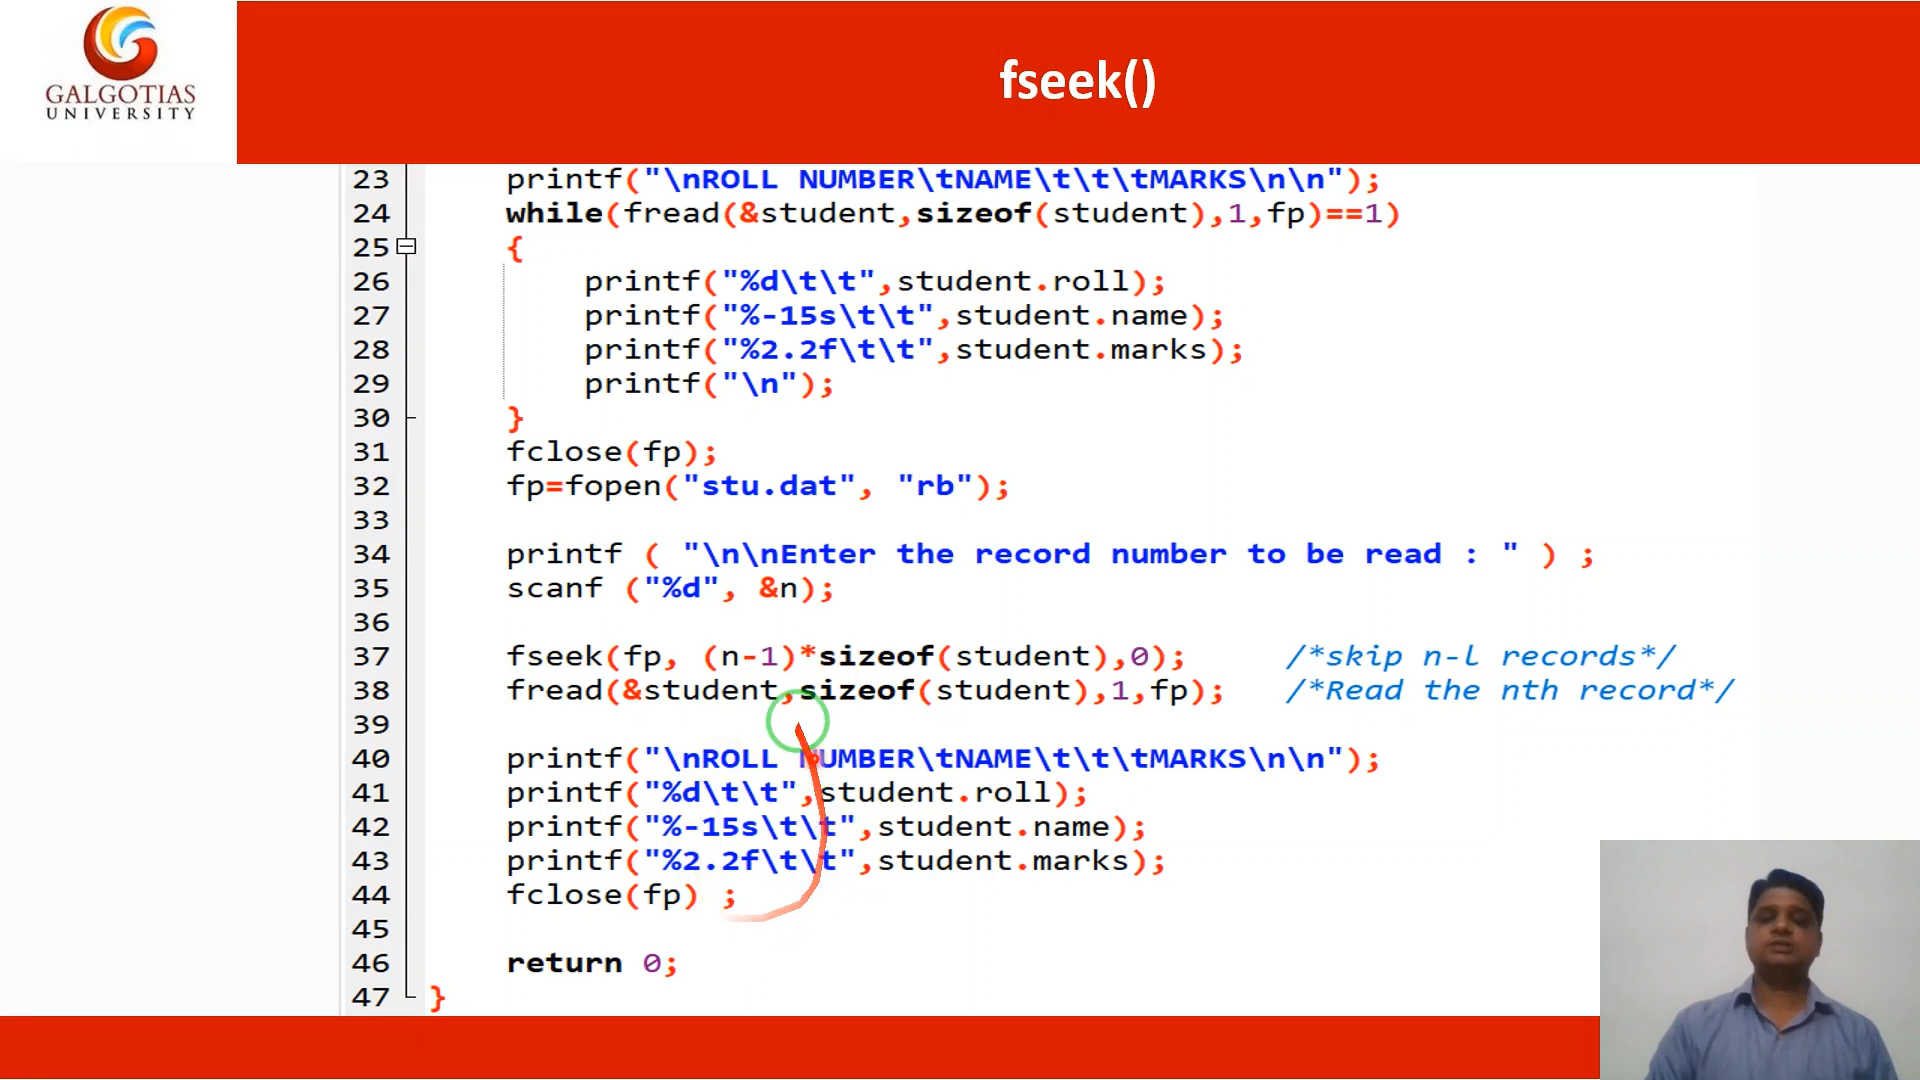 GALGOTIAS
UNIVERSITY
fseek()
23 printf("\nROLL NUMBER\tNAME\t\t\tMARKS\n\n");
24 while(fread(&student,sizeof(student),1,fp)==1)
25 {
26 printf("%d\t\t",student.roll);
27 printf("%-15s\t\t",student.name);
28 printf("%2.2f\t\t",student.marks);
29 printf("\n");
30 }
31 fclose(fp);
32 fp=fopen("stu.dat", "rb");
33
34 printf ( "\n\nEnter the record number to be read : " ) ;
35 scanf ("%d", &n);
36
37 fseek(fp, (n-1)*sizeof(student),0); /*skip n-l records*/
38 fread(&student,sizeof(student),1,fp); /*Read the nth record*/
39
40 printf("\nROLL NUMBER\tNAME\t\t\tMARKS\n\n");
41 printf("%d\t\t",student.roll);
42 printf("%-15s\t\t",student.name);
43 printf("%2.2f\t\t",student.marks);
44 fclose(fp) ;
45
46 return 0;
47 }